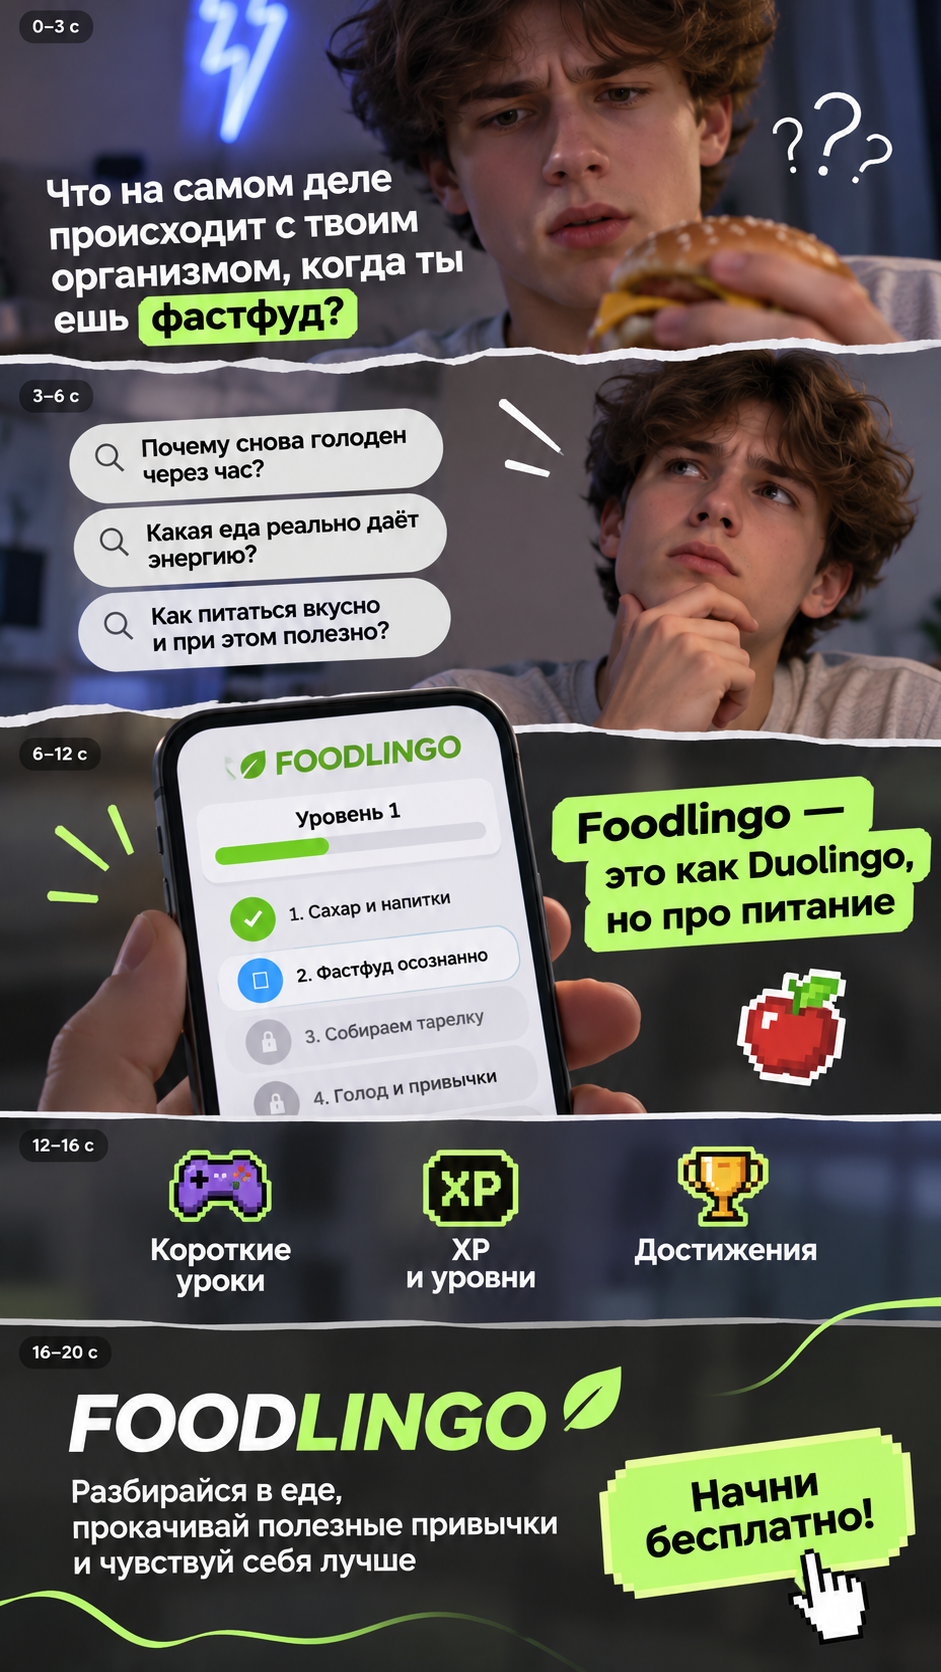 0–3 с
Что на самом деле
происходит с твоим
организмом, когда ты
ешь фастфуд?
???
3–6 с
Почему снова голоден
через час?
Какая еда реально даёт
энергию?
Как питаться вкусно
и при этом полезно?
6–12 с
FOODLINGO
Уровень 1
1. Сахар и напитки
2. Фастфуд осознанно
3. Собираем тарелку
4. Голод и привычки
Foodlingo —
это как Duolingo,
но про питание
12–16 с
Короткие
уроки
XP
XP
и уровни
Достижения
16–20 с
FOODLINGO
Разбирайся в еде,
прокачивай полезные привычки
и чувствуй себя лучше
Начни
бесплатно!